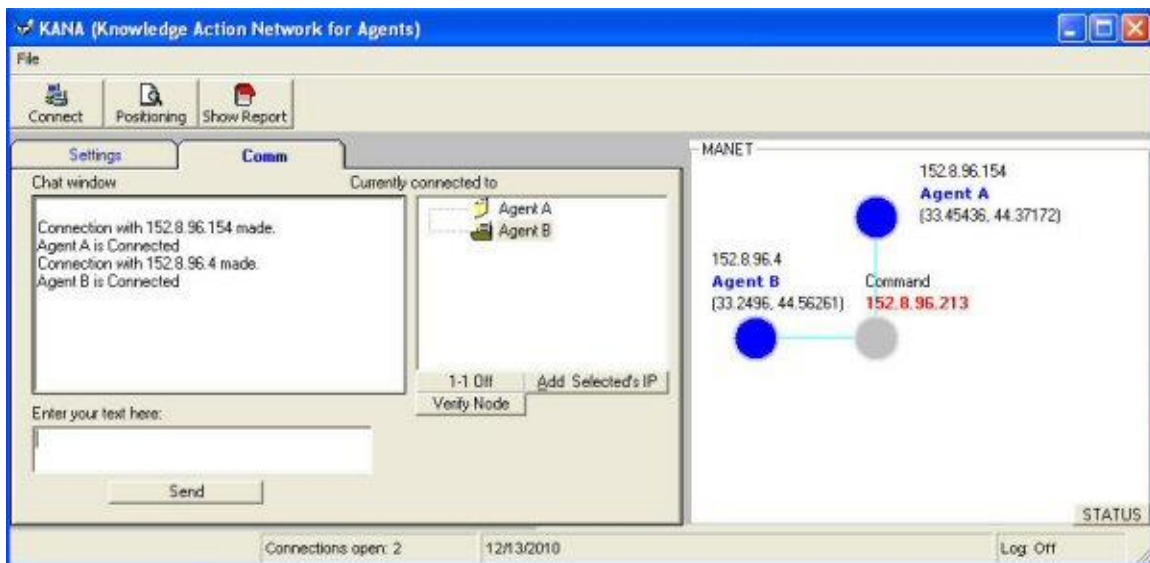 KANA (Knowledge Action Network for Agents)
File
Connect Positioning Show Report
Settings Comm
Chat window
Currently connected to
Connection with 152.8.96.154 made.
Agent A is Connected
Connection with 152.8.96.4 made.
Agent B is Connected
Agent A
Agent B
1-1 Off Add Selected's IP
Verify Node
Enter your text here:
Send
MANET
152.8.96.154
Agent A
(33.45436, 44.37172)
152.8.96.4
Agent B
(33.2496, 44.56261)
Command
152.8.96.213
STATUS
Connections open: 2 12/13/2010 Log: Off